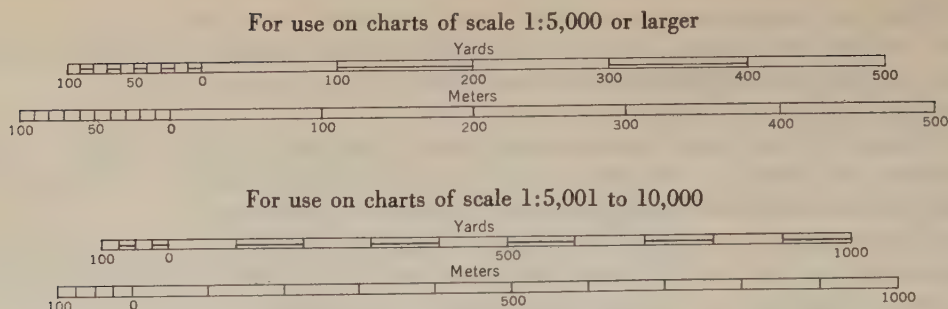 For use on charts of scale 1:5,000 or larger
Yards
100 50 0 100 200 300 400 500
Meters
100 50 0 100 200 300 400 500
For use on charts of scale 1:5,001 to 10,000
Yards
100 0 500 1000
Meters
100 0 500 1000